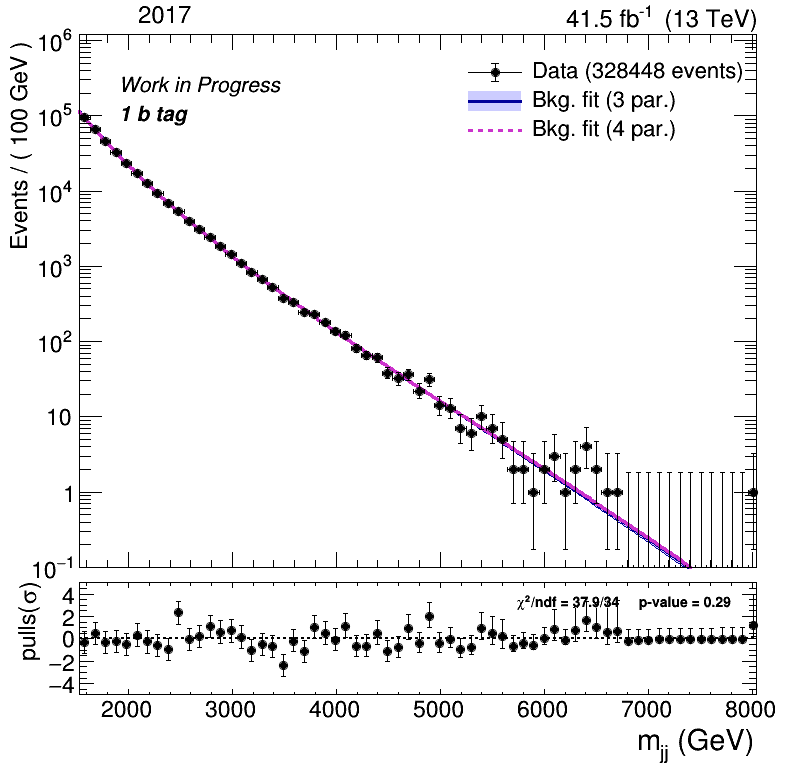 2017
41.5 fb⁻¹ (13 TeV)
10⁶
10⁵
10⁴
10³
10²
10
1
10⁻¹
Events / ( 100 GeV )
Work in Progress
1 b tag
Data (328448 events)
Bkg. fit (3 par.)
Bkg. fit (4 par.)
pulls(σ)
4
2
0
−2
−4
χ²/ndf = 37.9/34 p-value = 0.29
2000 3000 4000 5000 6000 7000 8000
m_jj (GeV)